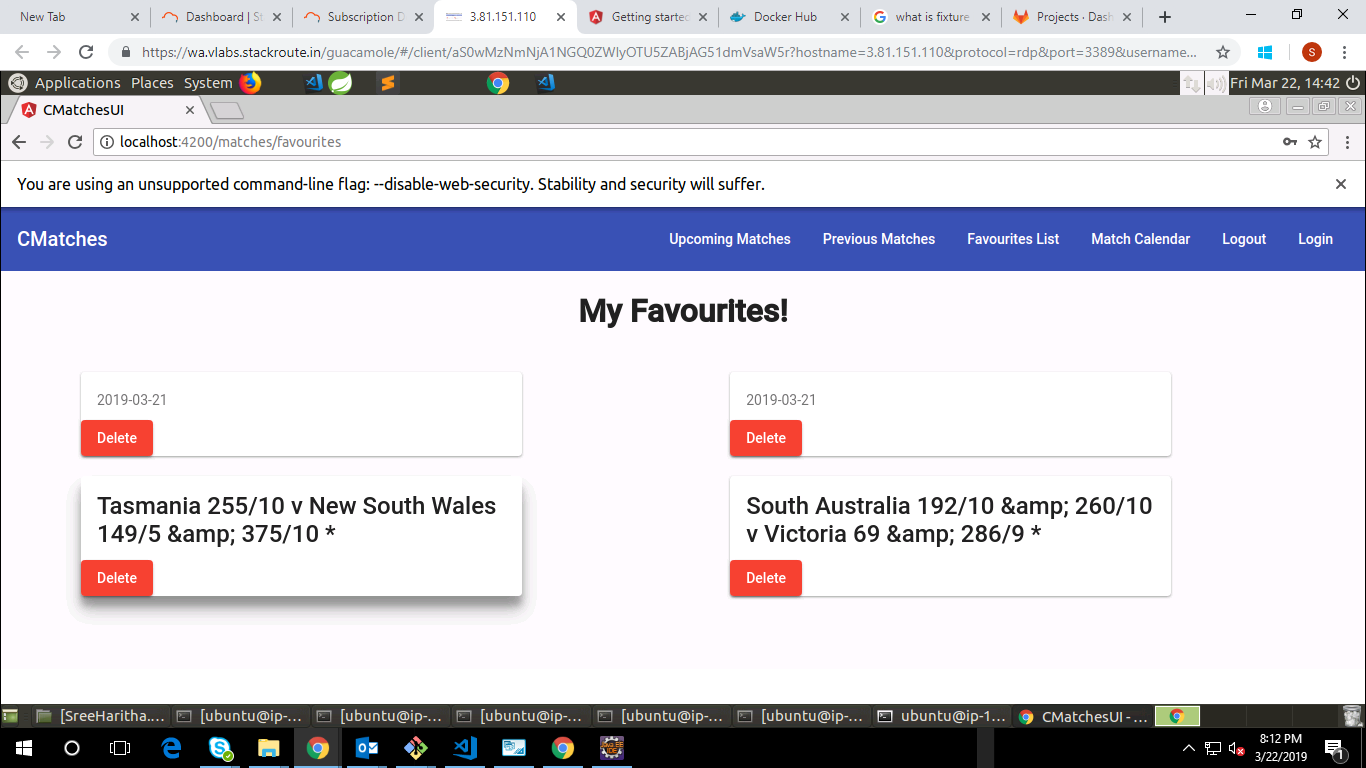 New Tab
Dashboard | St
Subscription D
3.81.151.110
Getting started
Docker Hub
what is fixture
Projects · Dash
https://wa.vlabs.stackroute.in/guacamole/#/client/aS0wMzNmNjA1NGQ0ZWIyOTU5ZABjAG51dmVsaW5r?hostname=3.81.151.110&protocol=rdp&port=3389&username...
S
Applications Places System
Fri Mar 22, 14:42
CMatchesUI
localhost:4200/matches/favourites
You are using an unsupported command-line flag: --disable-web-security. Stability and security will suffer.
CMatches
Upcoming Matches
Previous Matches
Favourites List
Match Calendar
Logout
Login
My Favourites!
2019-03-21
Delete
2019-03-21
Delete
Tasmania 255/10 v New South Wales
149/5 &amp; 375/10 *
Delete
South Australia 192/10 &amp; 260/10
v Victoria 69 &amp; 286/9 *
Delete
[SreeHaritha....
[ubuntu@ip-...
[ubuntu@ip-...
[ubuntu@ip-...
[ubuntu@ip-...
[ubuntu@ip-...
ubuntu@ip-1...
CMatchesUI - ...
8:12 PM
3/22/2019
1